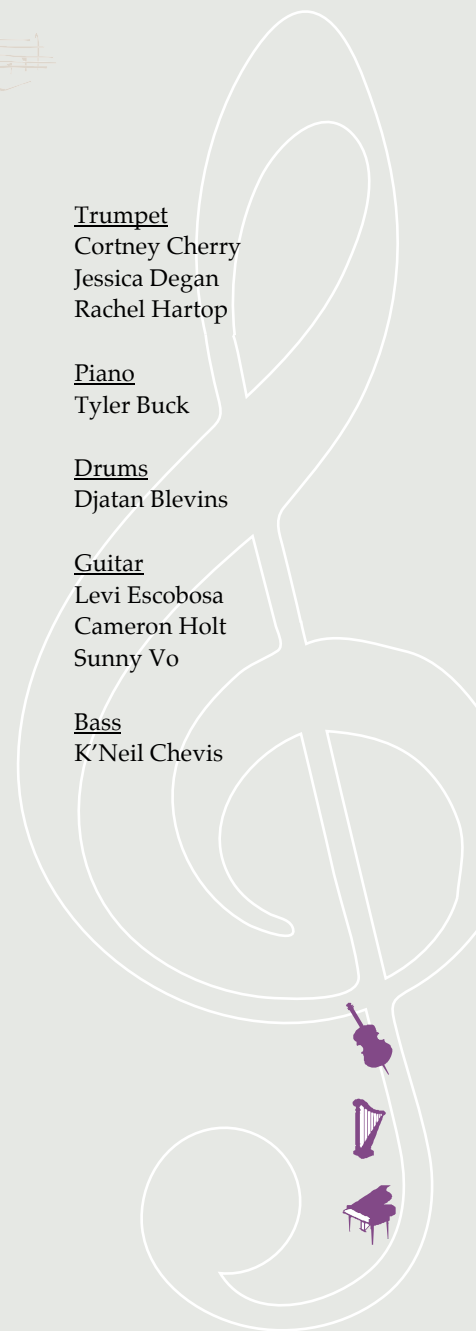 Trumpet
Cortney Cherry
Jessica Degan
Rachel Hartop
Piano
Tyler Buck
Drums
Djatan Blevins
Guitar
Levi Escobosa
Cameron Holt
Sunny Vo
Bass
K’Neil Chevis